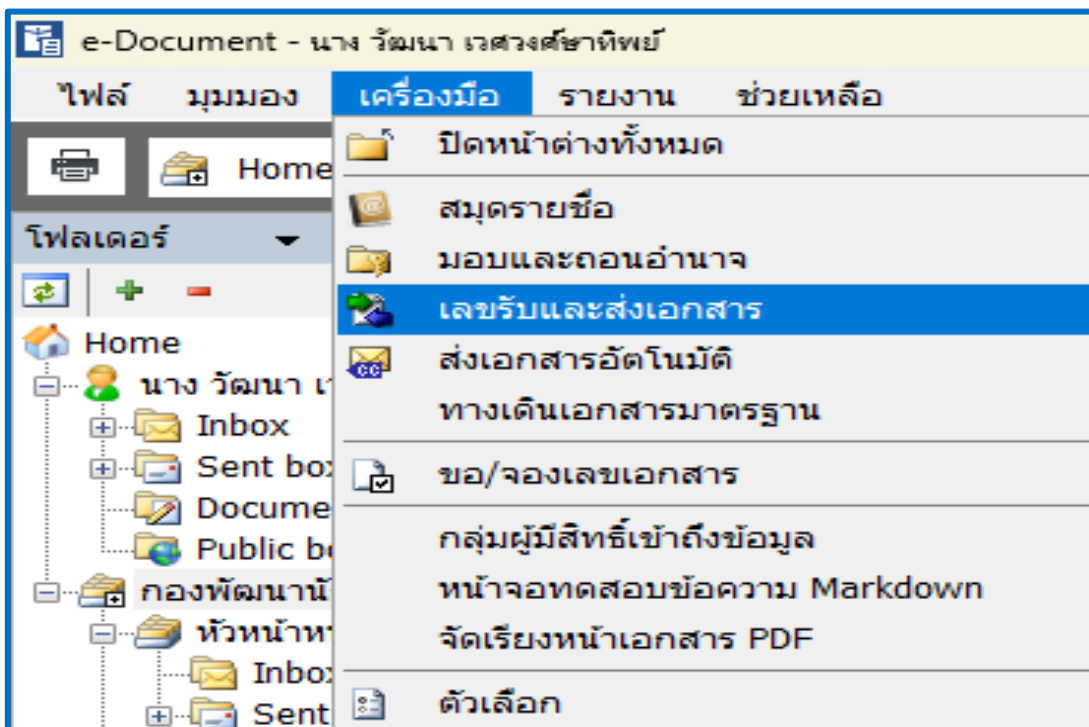 e-Document - นาง วัฒนา เวศวงศ์ษาทิพย์
ไฟล์ มุมมอง เครื่องมือ รายงาน ช่วยเหลือ
Home
โฟลเดอร์
Home
นาง วัฒนา
Inbox
Sent
Public
Inbox
Sent
ปิดหน้าต่างทั้งหมด
สมุดรายชื่อ
มอบและถอนอำนาจ
เลขรับและส่งเอกสาร
ส่งเอกสารอัตโนมัติ
ทางเดินเอกสารมาตรฐาน
ขอ/จองเลขเอกสาร
กลุ่มผู้มีสิทธิ์เข้าถึงข้อมูล
หน้าจอทดสอบข้อความ Markdown
จัดเรียงหน้าเอกสาร PDF
ตัวเลือก